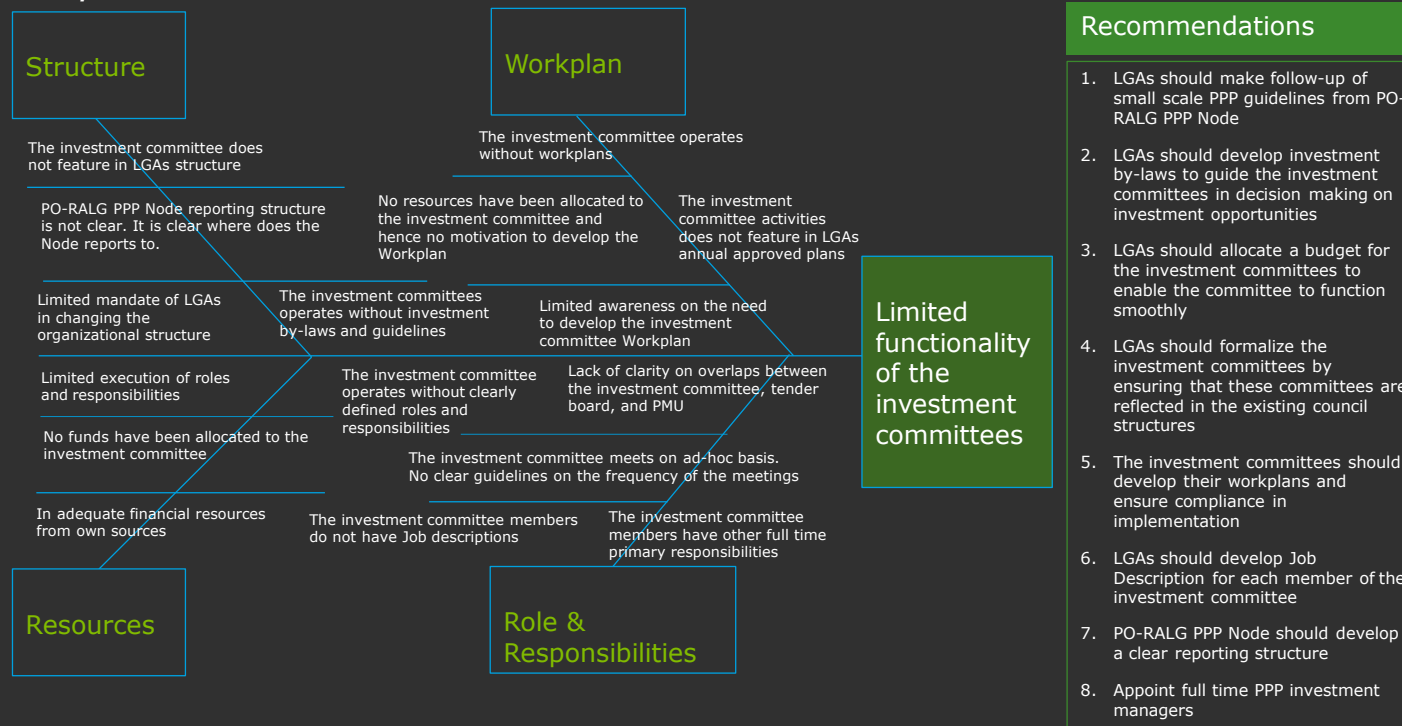 Structure
Workplan
The investment committee does
not feature in LGAs structure
PO-RALG PPP Node reporting structure
is not clear. It is clear where does the
Node reports to.
Limited mandate of LGAs
in changing the
organizational structure
The investment committees
operates without investment
by-laws and guidelines
The investment committee operates
without workplans
No resources have been allocated to
the investment committee and
hence no motivation to develop the
Workplan
The investment
committee activities
does not feature in LGAs
annual approved plans
Limited awareness on the need
to develop the investment
committee Workplan
Limited
functionality
of the
investment
committees
Limited execution of roles
and responsibilities
No funds have been allocated to the
investment committee
In adequate financial resources
from own sources
The investment committee
operates without clearly
defined roles and
responsibilities
Lack of clarity on overlaps between
the investment committee, tender
board, and PMU
The investment committee meets on ad-hoc basis.
No clear guidelines on the frequency of the meetings
The investment committee members
do not have Job descriptions
The investment committee
members have other full time
primary responsibilities
Resources
Role &
Responsibilities
Recommendations
1. LGAs should make follow-up of
small scale PPP guidelines from PO-
RALG PPP Node
2. LGAs should develop investment
by-laws to guide the investment
committees in decision making on
investment opportunities
3. LGAs should allocate a budget for
the investment committees to
enable the committee to function
smoothly
4. LGAs should formalize the
investment committees by
ensuring that these committees are
reflected in the existing council
structures
5. The investment committees should
develop their workplans and
ensure compliance in
implementation
6. LGAs should develop Job
Description for each member of the
investment committee
7. PO-RALG PPP Node should develop
a clear reporting structure
8. Appoint full time PPP investment
managers